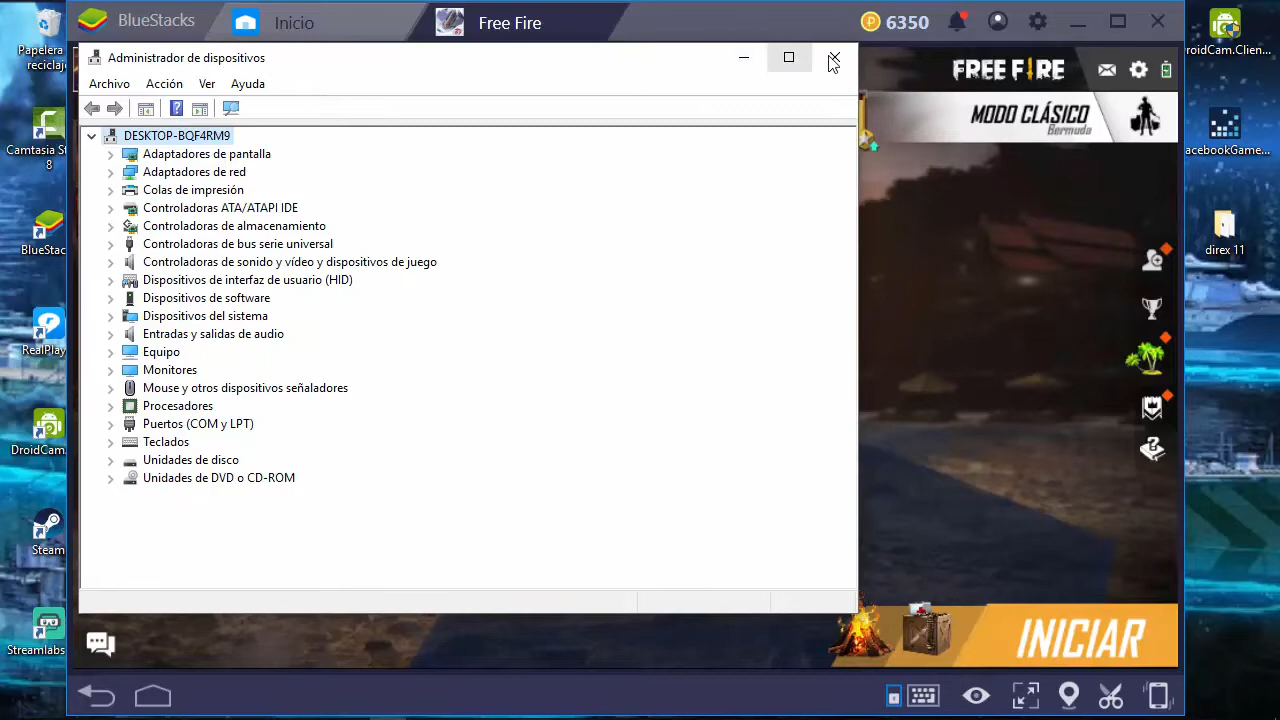 BlueStacks
Inicio
Free Fire
6350
Papelera
reciclaj
Camtasia St
8
BlueStac
RealPlay
DroidCam
Steam
Streamlabs
Administrador de dispositivos
Archivo Acción Ver Ayuda
DESKTOP-BQF4RM9
Adaptadores de pantalla
Adaptadores de red
Colas de impresión
Controladoras ATA/ATAPI IDE
Controladoras de almacenamiento
Controladoras de bus serie universal
Controladoras de sonido y vídeo y dispositivos de juego
Dispositivos de interfaz de usuario (HID)
Dispositivos de software
Dispositivos del sistema
Entradas y salidas de audio
Equipo
Monitores
Mouse y otros dispositivos señaladores
Procesadores
Puertos (COM y LPT)
Teclados
Unidades de disco
Unidades de DVD o CD-ROM
FREE FIRE
MODO CLÁSICO
Bermuda
INICIAR
roidCam.Clien...
acebookGame...
direx 11